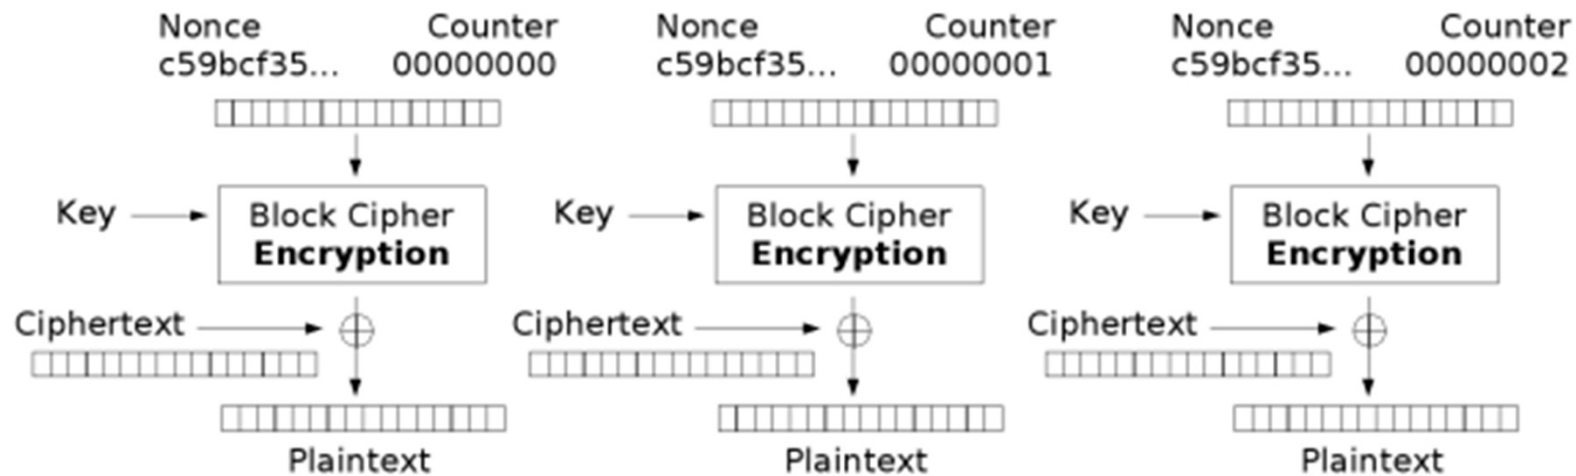 Nonce Counter Nonce Counter Nonce Counter
c59bcf35... 00000000 c59bcf35... 00000001 c59bcf35... 00000002
Key Block Cipher Key Block Cipher Key Block Cipher
Encryption Encryption Encryption
Ciphertext Ciphertext Ciphertext
Plaintext Plaintext Plaintext